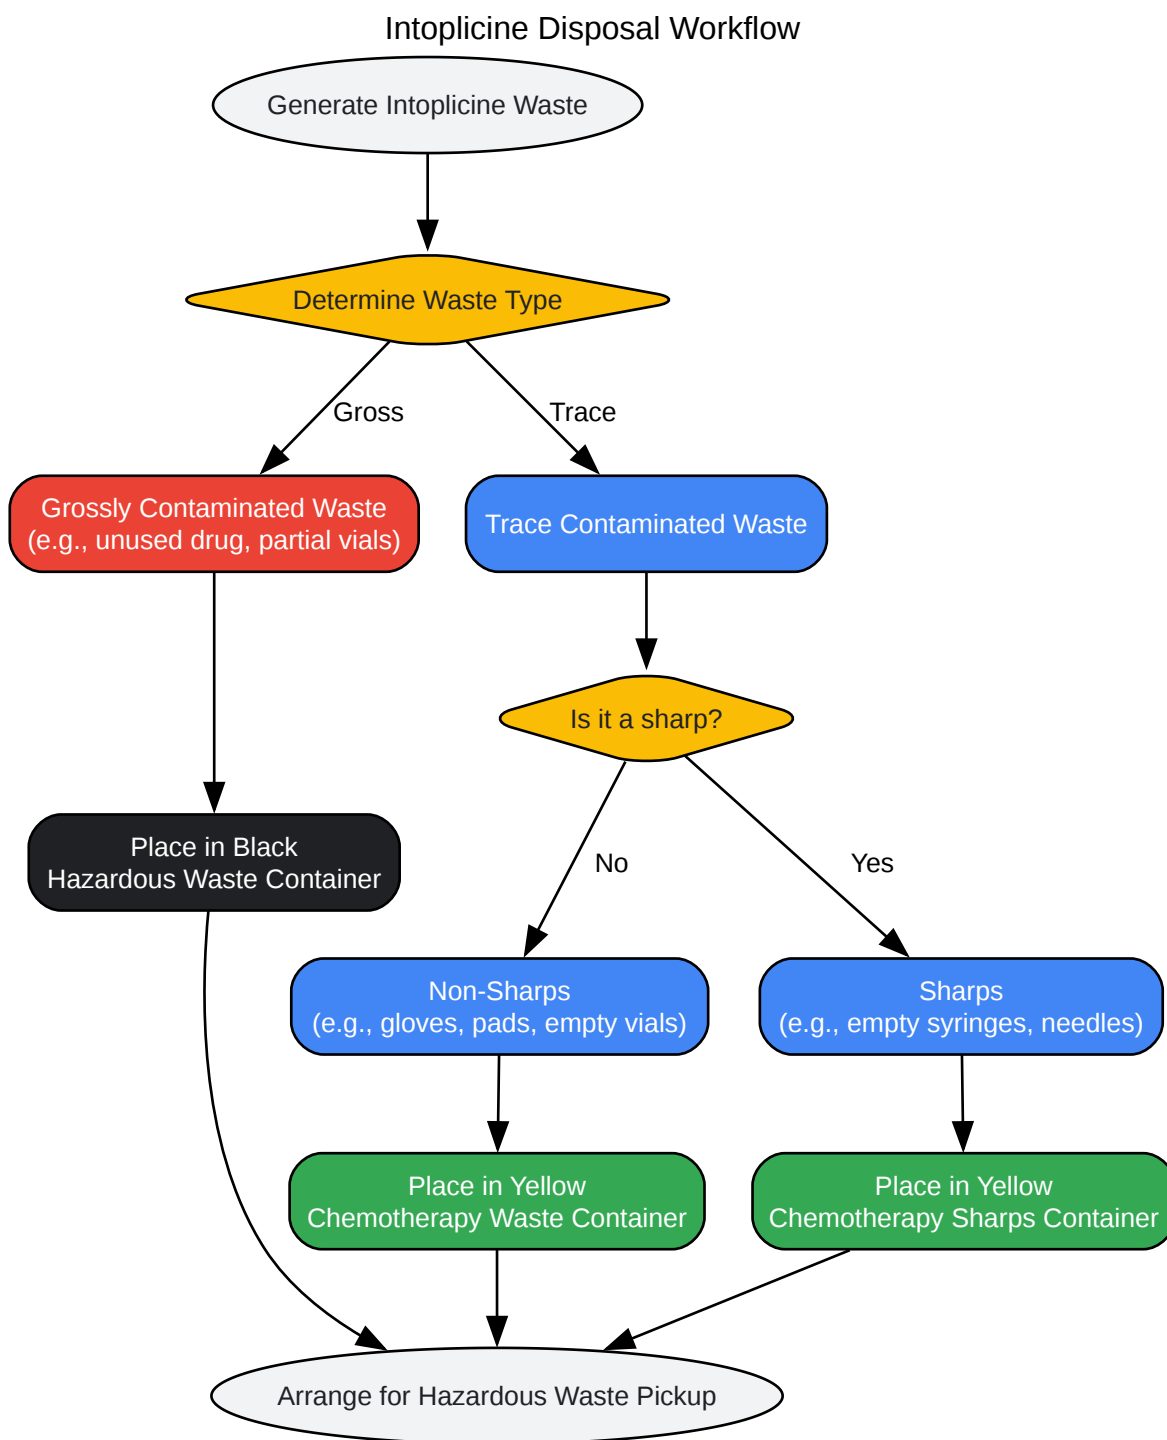 Intoplicine Disposal Workflow
Generate Intoplicine Waste
Determine Waste Type
Gross
Trace
Grossly Contaminated Waste
(e.g., unused drug, partial vials)
Trace Contaminated Waste
Is it a sharp?
Place in Black
Hazardous Waste Container
No
Yes
Non-Sharps
(e.g., gloves, pads, empty vials)
Sharps
(e.g., empty syringes, needles)
Place in Yellow
Chemotherapy Waste Container
Place in Yellow
Chemotherapy Sharps Container
Arrange for Hazardous Waste Pickup